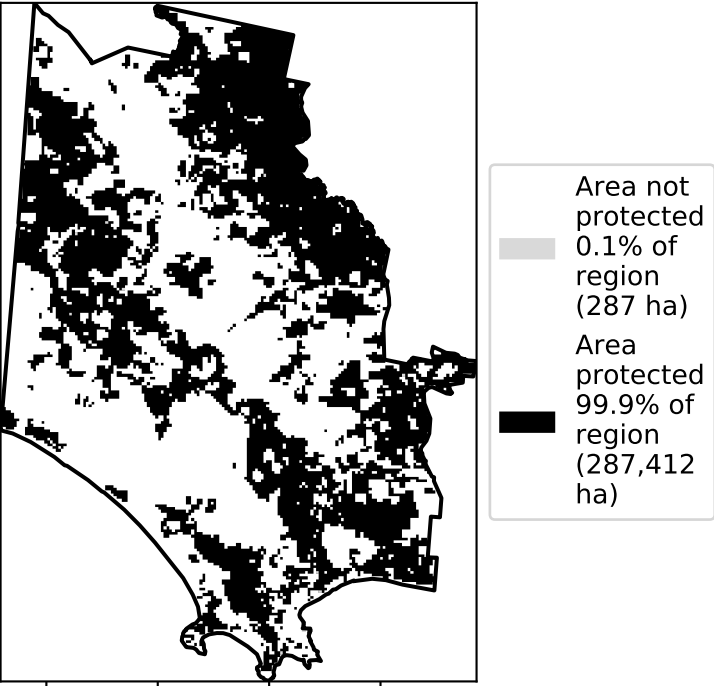 Area not
protected
0.1% of
region
(287 ha)
Area
protected
99.9% of
region
(287,412
ha)